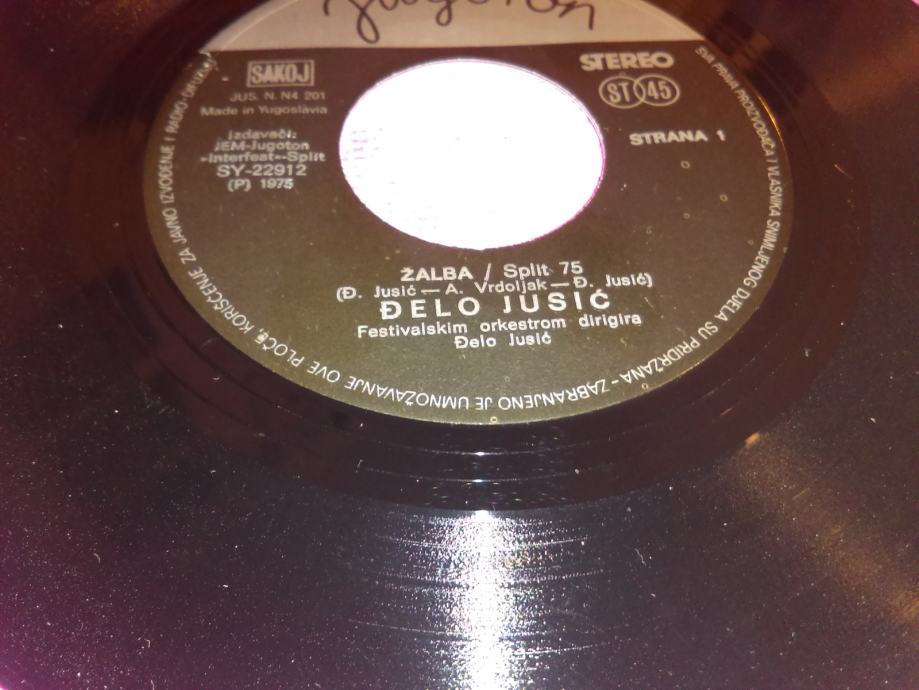 Jugoton
SAKOJ
JUS. N. N4 201
Made in Yugoslavia
Izdavači:
JEM-Jugoton
»Interfest«-Split
SY-22912
(P) 1975
STEREO
ST 45
STRANA 1
ŽALBA / Split 75
(Đ. Jusić — A. Vrdoljak — Đ. Jusić)
ĐELO JUSIĆ
Festivalskim orkestrom dirigira
Đelo Jusić
SVA PRAVA PROIZVOĐAČA I VLASNIKA SNIMLJENOG DJELA SU PRIDRŽANA - ZABRANJENO JE UMNOŽAVANJE OVE PLOČE, KORIŠĆENJE ZA JAVNO IZVOĐENJE I RADIO-DIFUZIJU